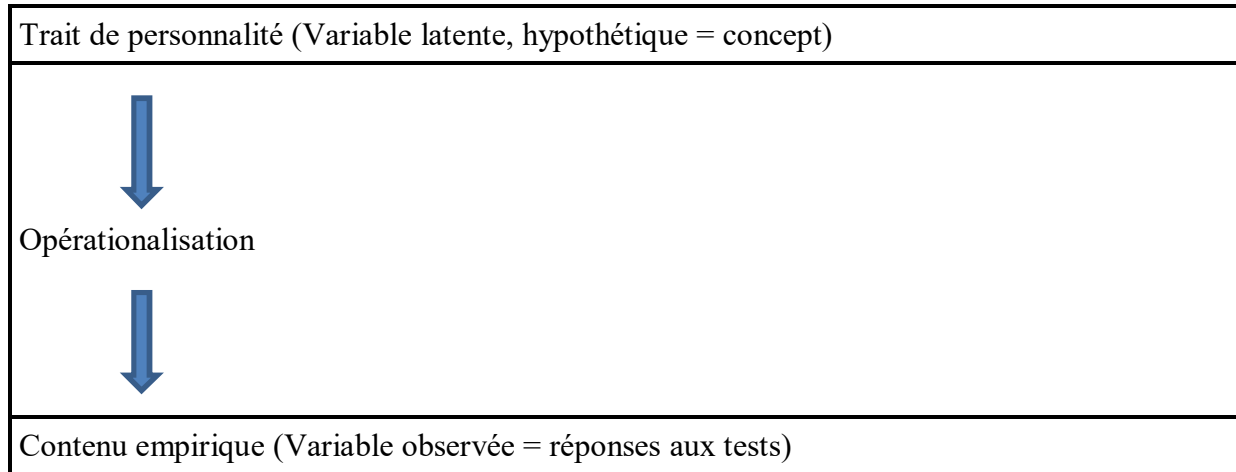 Trait de personnalité (Variable latente, hypothétique = concept)
Opérationalisation
Contenu empirique (Variable observée = réponses aux tests)